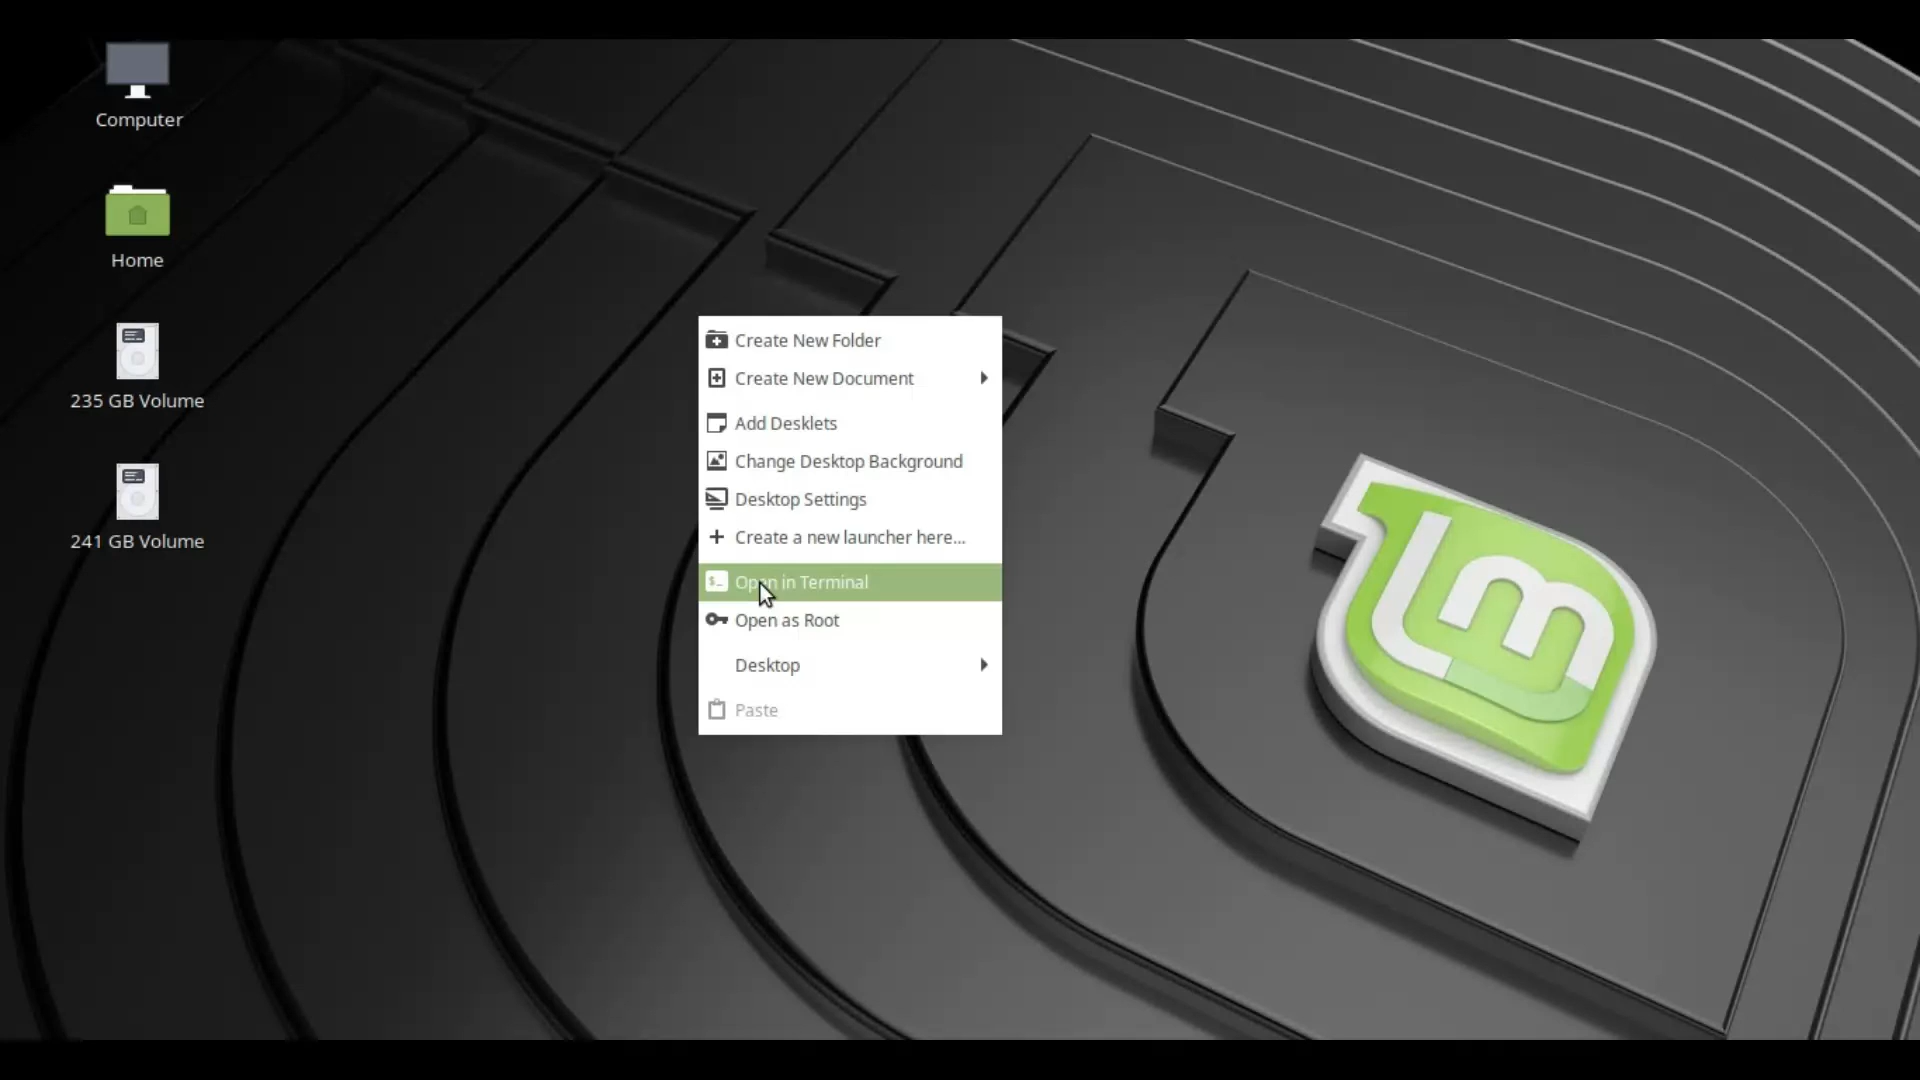 Computer
Home
235 GB Volume
241 GB Volume
Create New Folder
Create New Document
Add Desklets
Change Desktop Background
Desktop Settings
Create a new launcher here...
Open in Terminal
Open as Root
Desktop
Paste
lm